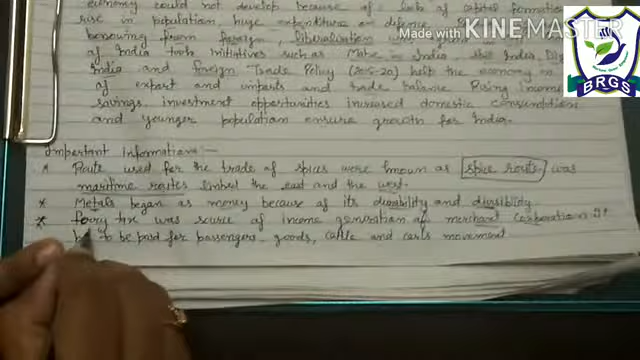 economy could not develop because of lack of capital formation
rise in population, huge expenditure on defence
borrowing from foreign, liberalisation
of India took initiatives such as Make in India, skill India, Digi
India and foreign Trade Policy (2015-20) help the economy in
of export and imports and trade balance Rising income
savings, investment opportunities increased domestic consumption
and younger population ensure growth for India.
Important Informations:-
* Route used for the trade of spices were known as spice route, was
maritime routes linked the east and the west.
* Metals began as money because of its durability and divisibility
* Ferry tax was source of income generation as merchant corporation
to be paid for passengers, goods, cattle and carts movement
Made with KINEMASTER
BRGS